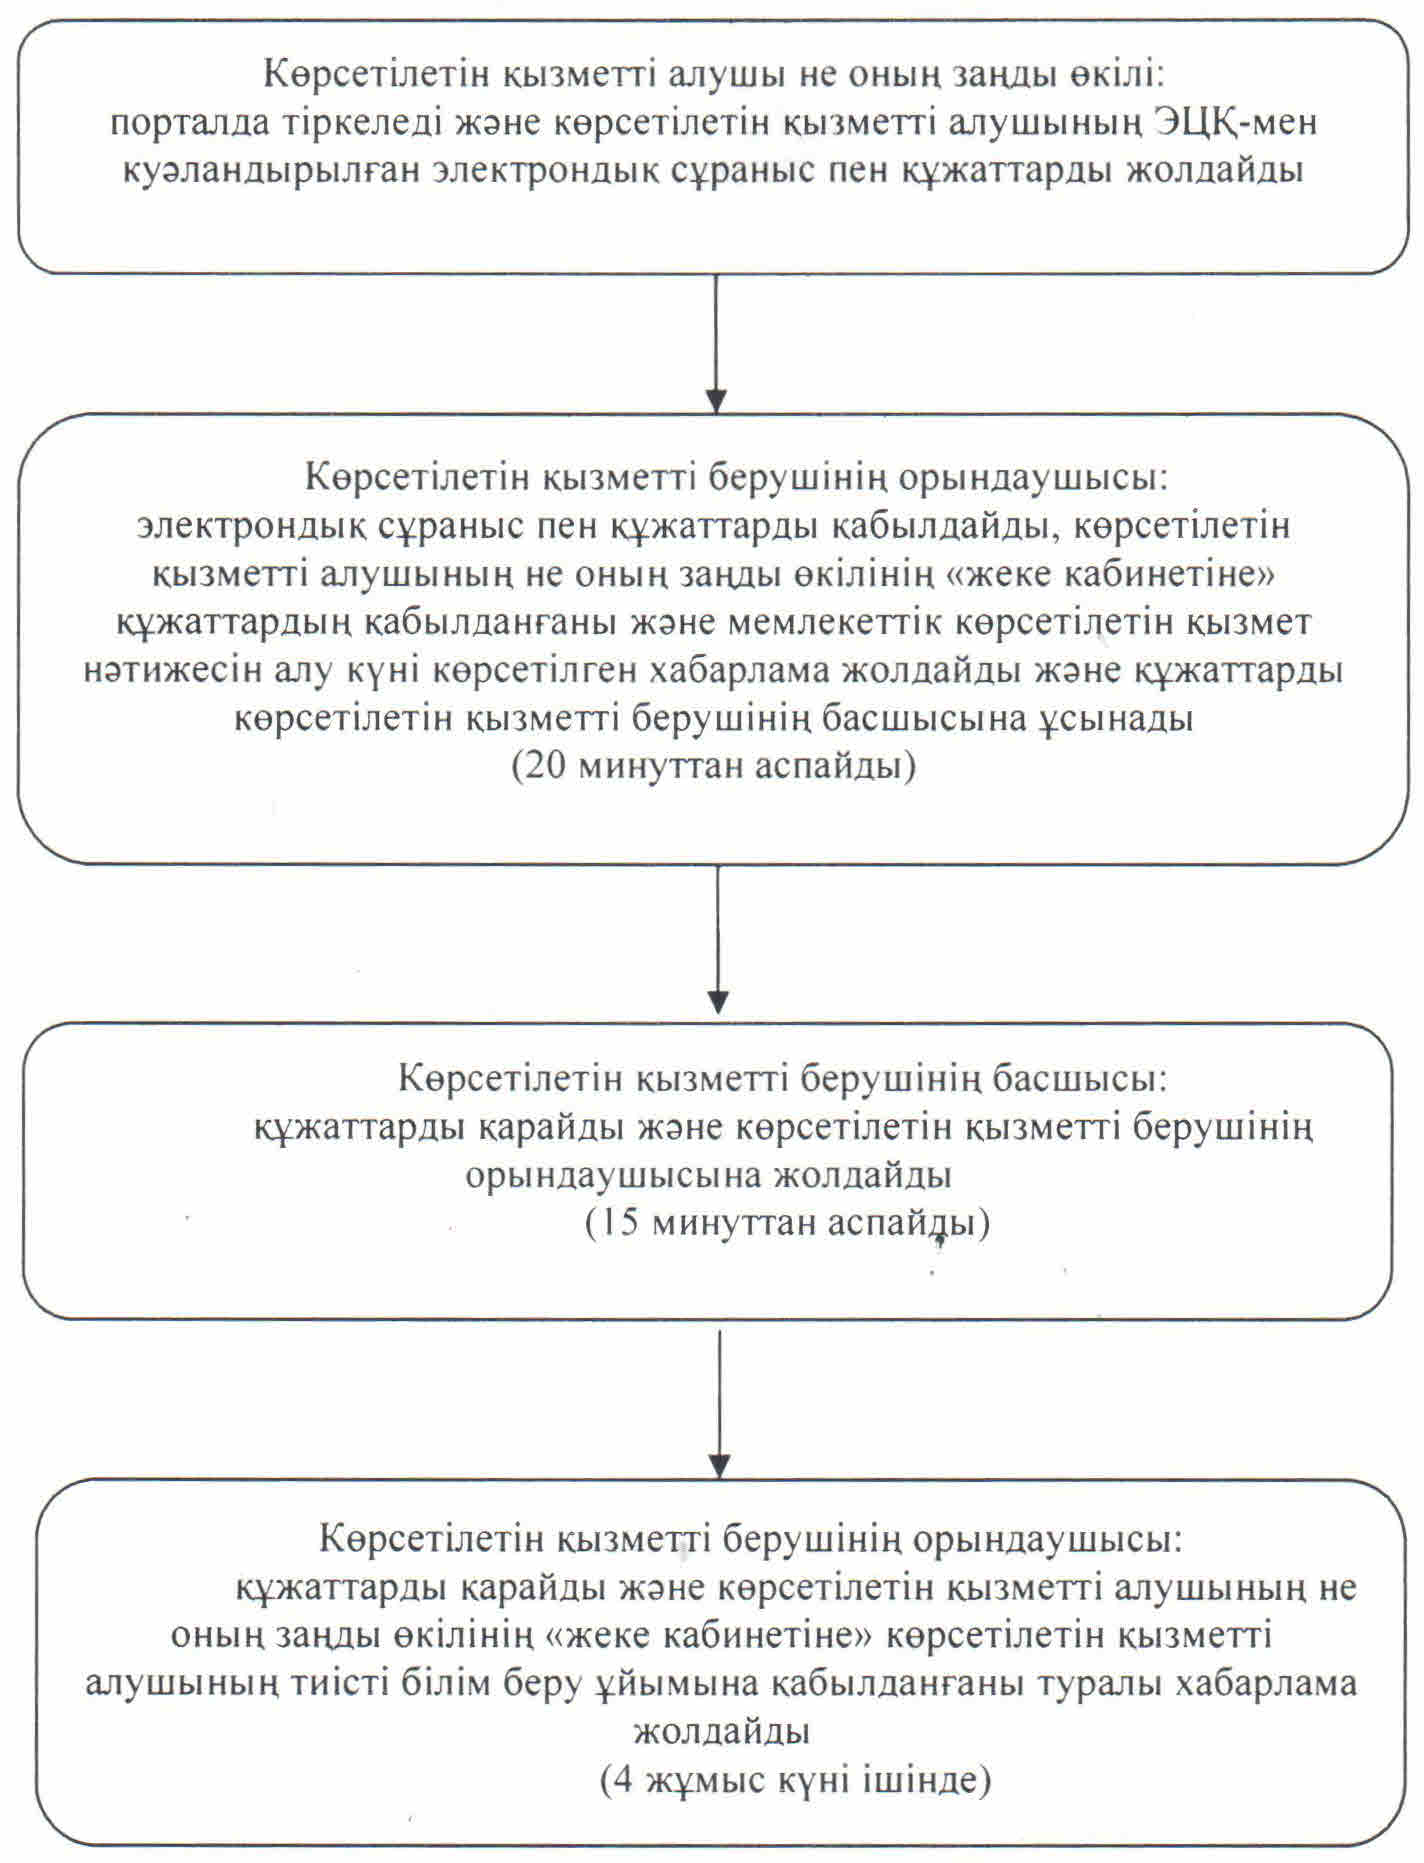 Көрсетілетін қызметті алушы не оның заңды өкілі:
порталда тіркеледі және көрсетілетін қызметті алушының ЭЦҚ-мен
куәландырылған электрондық сұраныс пен құжаттарды жолдайды
Көрсетілетін қызметті берушінің орындаушысы:
электрондық сұраныс пен құжаттарды қабылдайды, көрсетілетін
қызметті алушының не оның заңды өкілінің «жеке кабинетіне»
құжаттардың қабылданғаны және мемлекеттік көрсетілетін қызмет
нәтижесін алу күні көрсетілген хабарлама жолдайды және құжаттарды
көрсетілетін қызметті берушінің басшысына ұсынады
(20 минуттан аспайды)
Көрсетілетін қызметті берушінің басшысы:
құжаттарды қарайды және көрсетілетін қызметті берушінің
орындаушысына жолдайды
(15 минуттан аспайды)
Көрсетілетін қызметті берушінің орындаушысы:
құжаттарды қарайды және көрсетілетін қызметті алушының не
оның заңды өкілінің «жеке кабинетіне» көрсетілетін қызметті
алушының тиісті білім беру ұйымына қабылданғаны туралы хабарлама
жолдайды
(4 жұмыс күні ішінде)